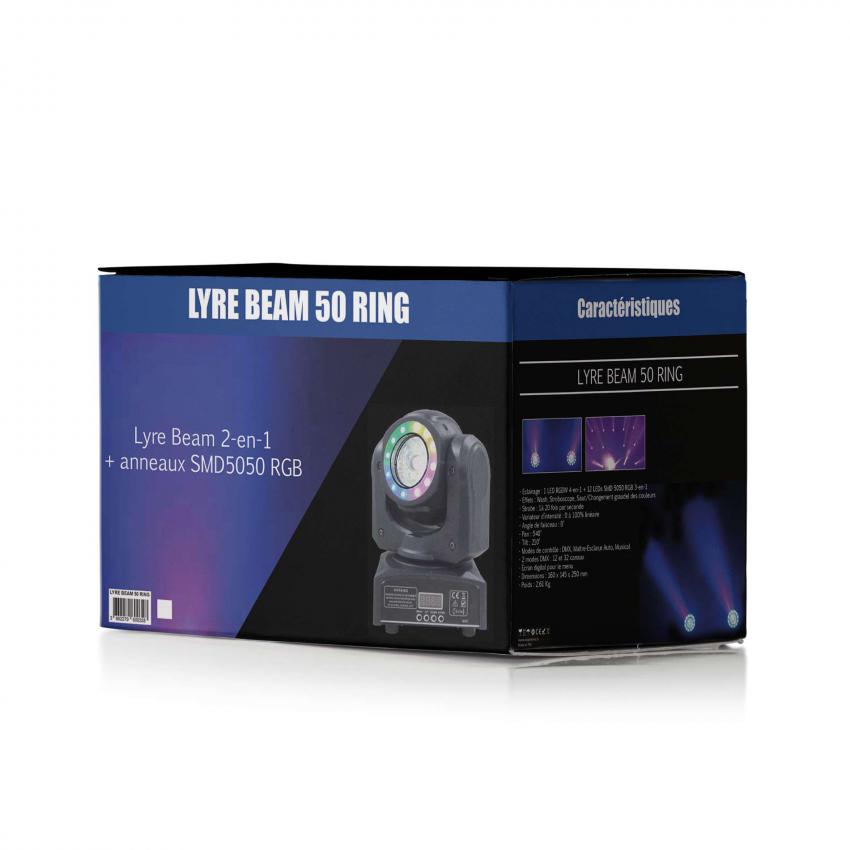 LYRE BEAM 50 RING
Lyre Beam 2-en-1
+ anneaux SMD5050 RGB
LYRE BEAM 50 RING
Caractéristiques
LYRE BEAM 50 RING
- Eclairage : 1 LED RGBW 4-en-1 + 12 LEDs SMD 5050 RGB 3-en-1
- Effets : Wash, Stroboscope, Saut/Changement graduel des couleurs
- Strobe : 1à 20 fois par seconde
- Variateur d'intensité : 0 à 100% linéaire
- Angle de faisceau : 8°
- Pan : 540°
- Tilt : 210°
- Modes de contrôle : DMX, Maître-Esclave, Auto, Musical
- 2 modes DMX : 12 et 32 canaux
- Ecran digital pour le menu
- Dimensions : 160 x 145 x 250 mm
- Poids : 2.61 Kg